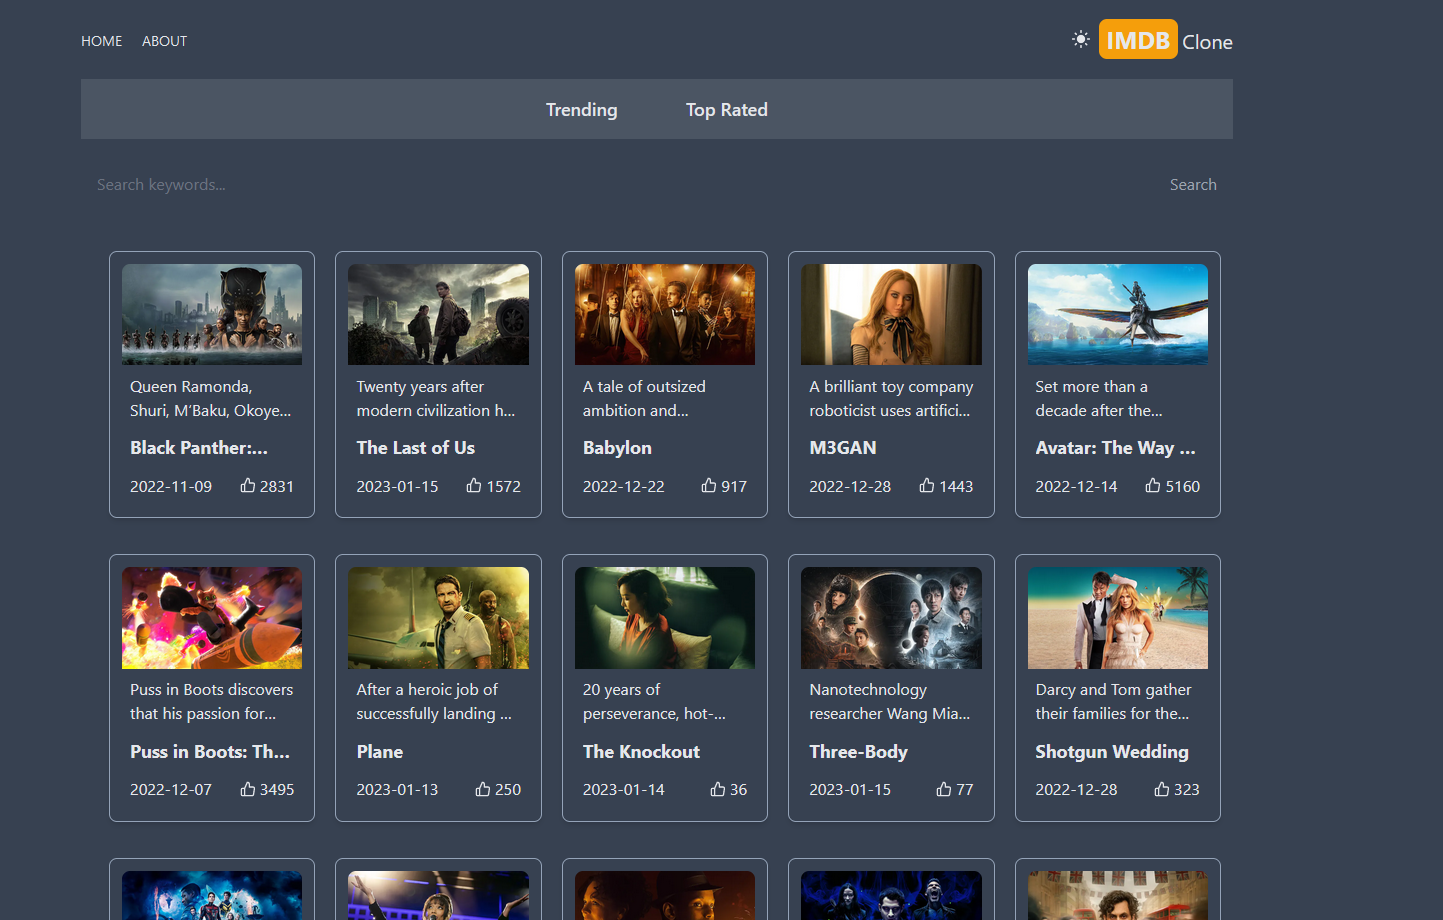 HOME ABOUT IMDB Clone
Trending Top Rated
Search keywords... Search
Queen Ramonda,
Shuri, M’Baku, Okoye...
Black Panther:...
2022-11-09 2831
Twenty years after
modern civilization h...
The Last of Us
2023-01-15 1572
A tale of outsized
ambition and...
Babylon
2022-12-22 917
A brilliant toy company
roboticist uses artifici...
M3GAN
2022-12-28 1443
Set more than a
decade after the...
Avatar: The Way ...
2022-12-14 5160
Puss in Boots discovers
that his passion for...
Puss in Boots: Th...
2022-12-07 3495
After a heroic job of
successfully landing ...
Plane
2023-01-13 250
20 years of
perseverance, hot-...
The Knockout
2023-01-14 36
Nanotechnology
researcher Wang Mia...
Three-Body
2023-01-15 77
Darcy and Tom gather
their families for the...
Shotgun Wedding
2022-12-28 323